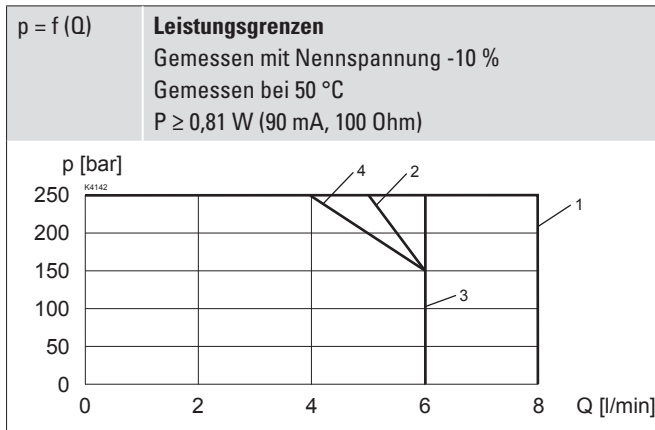 p = f (Q)
Leistungsgrenzen
Gemessen mit Nennspannung -10 %
Gemessen bei 50 °C
P ≥ 0,81 W (90 mA, 100 Ohm)
p [bar]
K4142
4
2
1
3
250
200
150
100
50
0
0 2 4 6 8 Q [l/min]